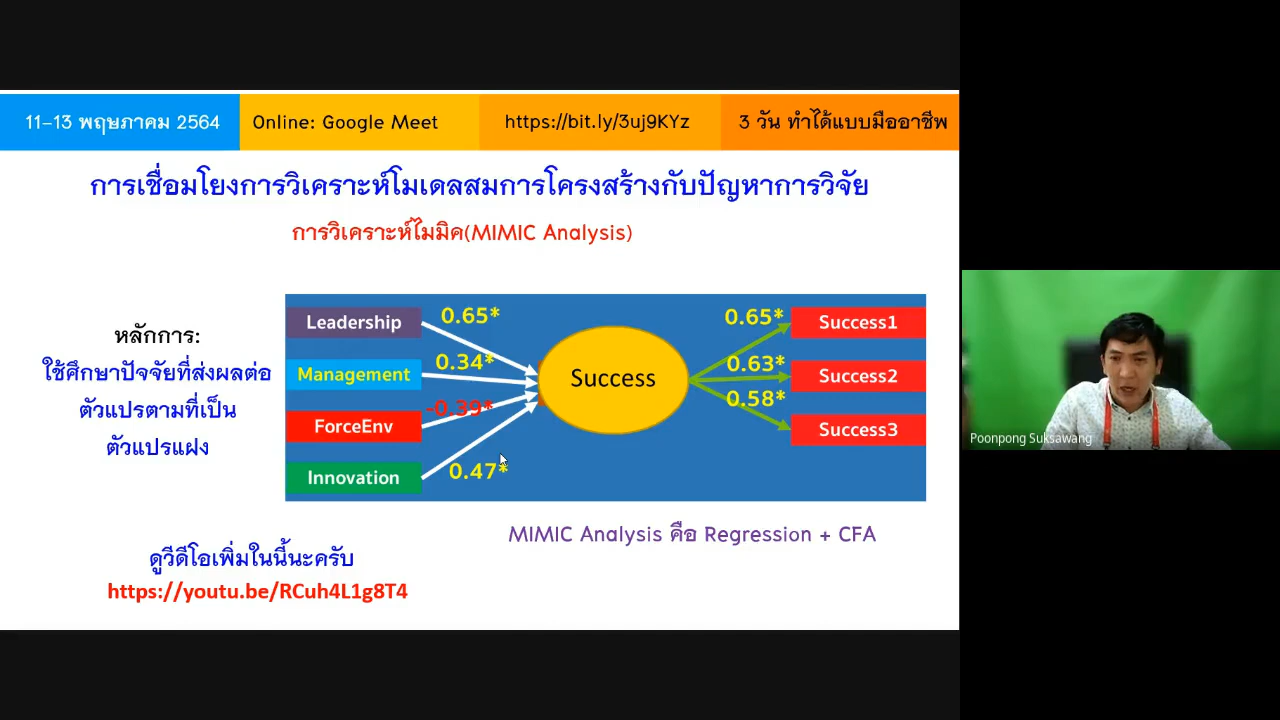 11-13 พฤษภาคม 2564
Online: Google Meet
https://bit.ly/3uj9KYz
3 วัน ทำได้แบบมืออาชีพ
การเชื่อมโยงการวิเคราะห์โมเดลสมการโครงสร้างกับปัญหาการวิจัย
การวิเคราะห์ไมมิค(MIMIC Analysis)
หลักการ:
ใช้ศึกษาปัจจัยที่ส่งผลต่อ
ตัวแปรตามที่เป็น
ตัวแปรแฝง
Leadership
Management
ForceEnv
Innovation
0.65*
0.34*
-0.39*
0.47*
Success
0.65*
0.63*
0.58*
Success1
Success2
Success3
MIMIC Analysis คือ Regression + CFA
ดูวีดีโอเพิ่มในนี้นะครับ
https://youtu.be/RCuh4L1g8T4
Poonpong Suksawang